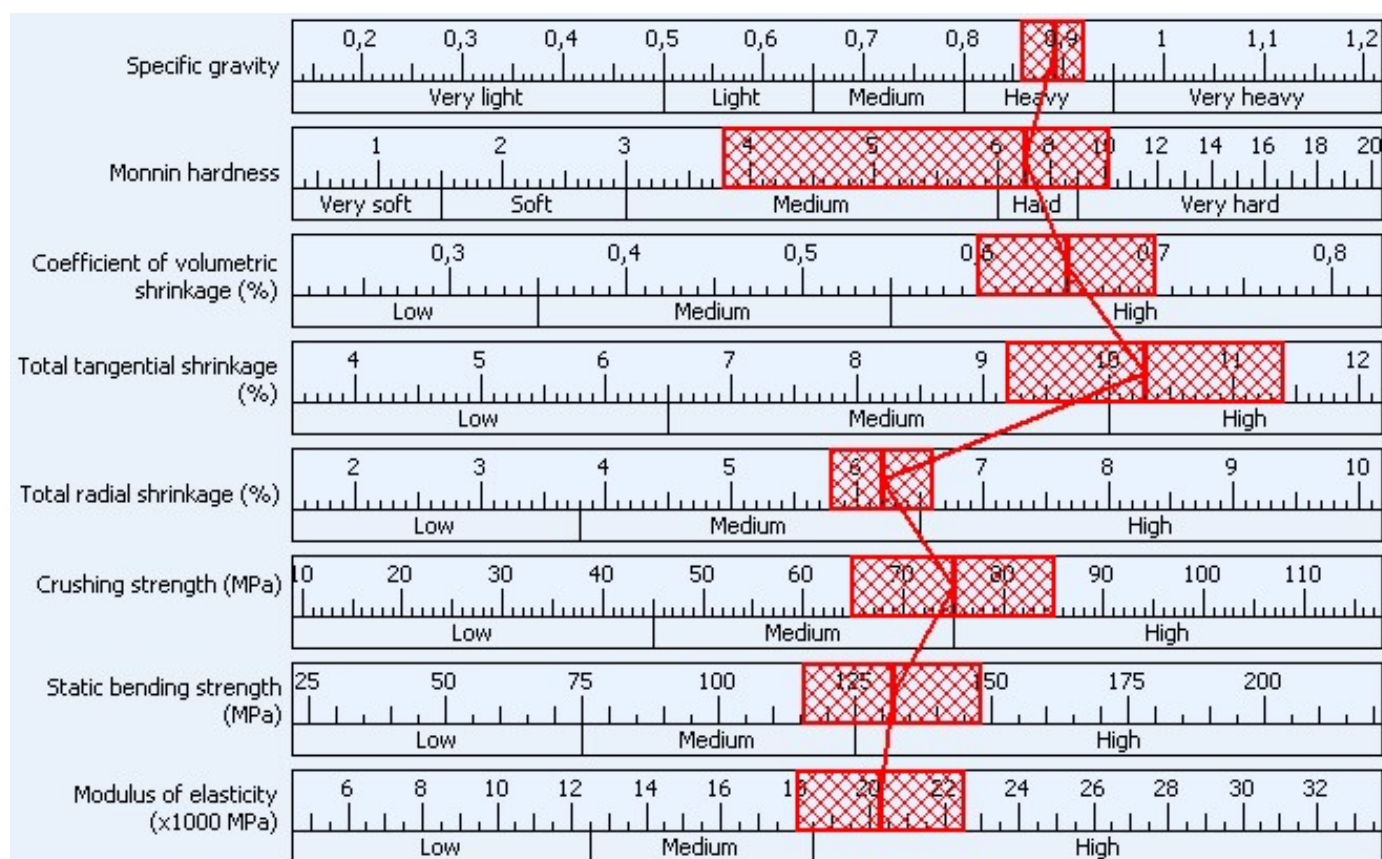 0,2 0,3 0,4 0,5 0,6 0,7 0,8 0,9 1 1,1 1,2
Specific gravity
Very light Light Medium Heavy Very heavy
1 2 3 4 5 6 8 10 12 14 16 18 20
Monnin hardness
Very soft Soft Medium Hard Very hard
Coefficient of volumetric
shrinkage (%)
0,3 0,4 0,5 0,6 0,7 0,8
Low Medium High
Total tangential shrinkage
(%)
4 5 6 7 8 9 10 11 12
Low Medium High
2 3 4 5 6 7 8 9 10
Total radial shrinkage (%)
Low Medium High
10 20 30 40 50 60 70 80 90 100 110
Crushing strength (MPa)
Low Medium High
Static bending strength
(MPa)
25 50 75 100 125 150 175 200
Low Medium High
Modulus of elasticity
(x1000 MPa)
6 8 10 12 14 16 18 20 22 24 26 28 30 32
Low Medium High